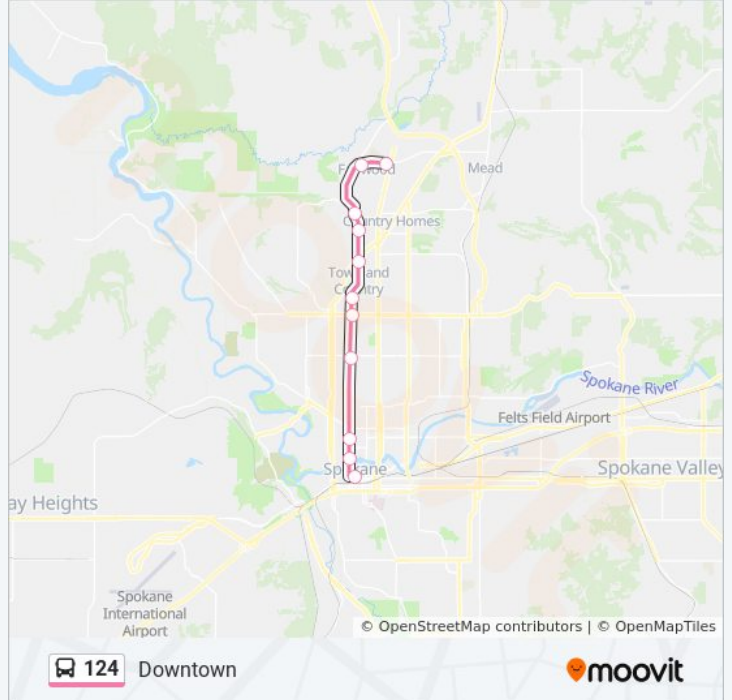 Mead
Country Homes
Town and
Country
Spokane River
Felts Field Airport
Spokane
Spokane Valley
ay Heights
Spokane
International
Airport
© OpenStreetMap contributors | © OpenMapTiles
124 Downtown
moovit